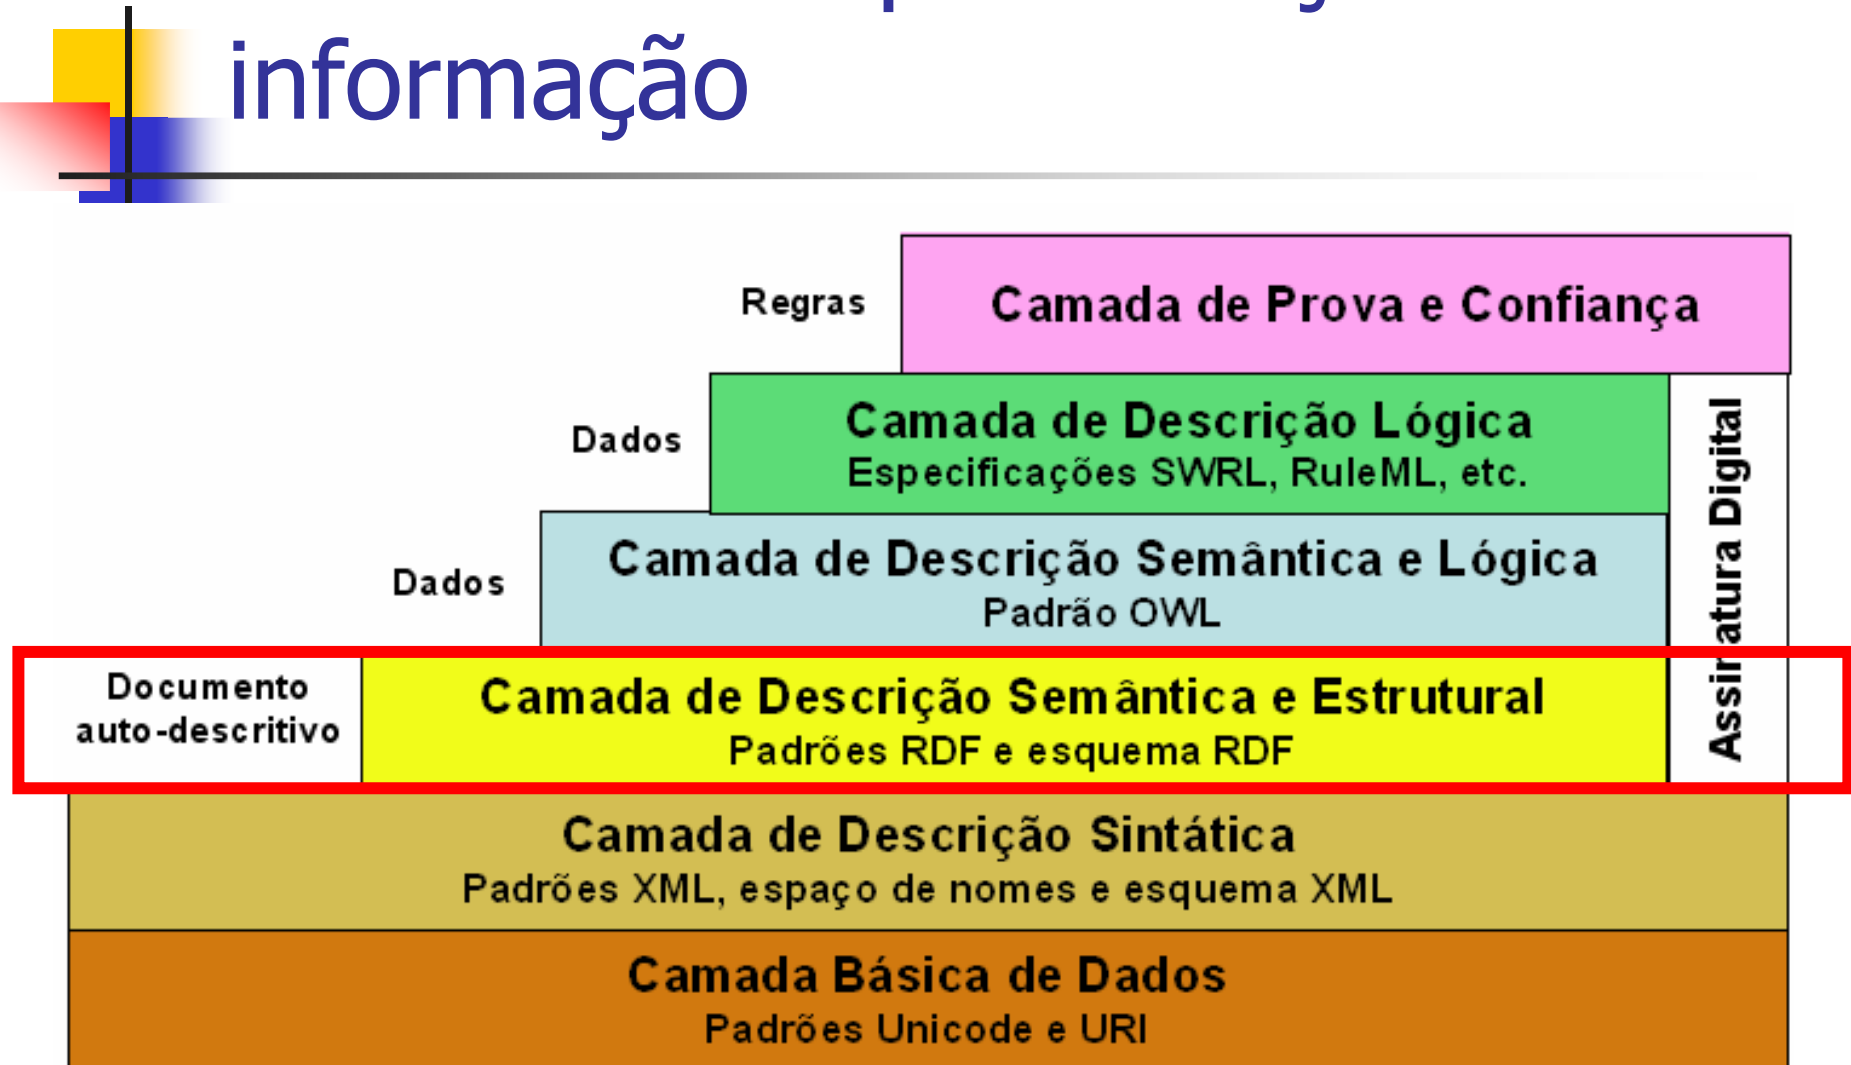 informação
Regras
Camada de Prova e Confiança
Dados
Camada de Descrição Lógica
Especificações SWRL, RuleML, etc.
Dados
Camada de Descrição Semântica e Lógica
Padrão OWL
Assinatura Digital
Documento
auto-descritivo
Camada de Descrição Semântica e Estrutural
Padrões RDF e esquema RDF
Camada de Descrição Sintática
Padrões XML, espaço de nomes e esquema XML
Camada Básica de Dados
Padrões Unicode e URI